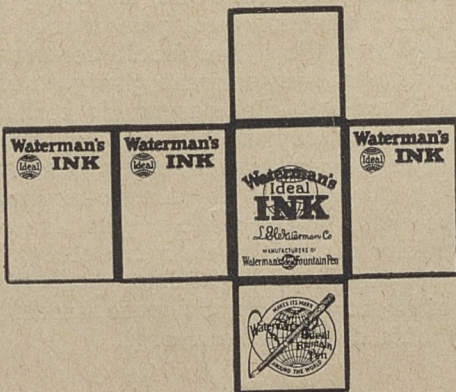 Waterman's
Ideal INK
Waterman's
Ideal INK
Waterman's
Ideal
INK
L.E. Waterman Co
MANUFACTURERS OF
Waterman's Ideal Fountain Pen
Waterman's
Ideal INK
MAKES ITS MARK
Waterman's Ideal
Fountain
Pen
AROUND THE WORLD